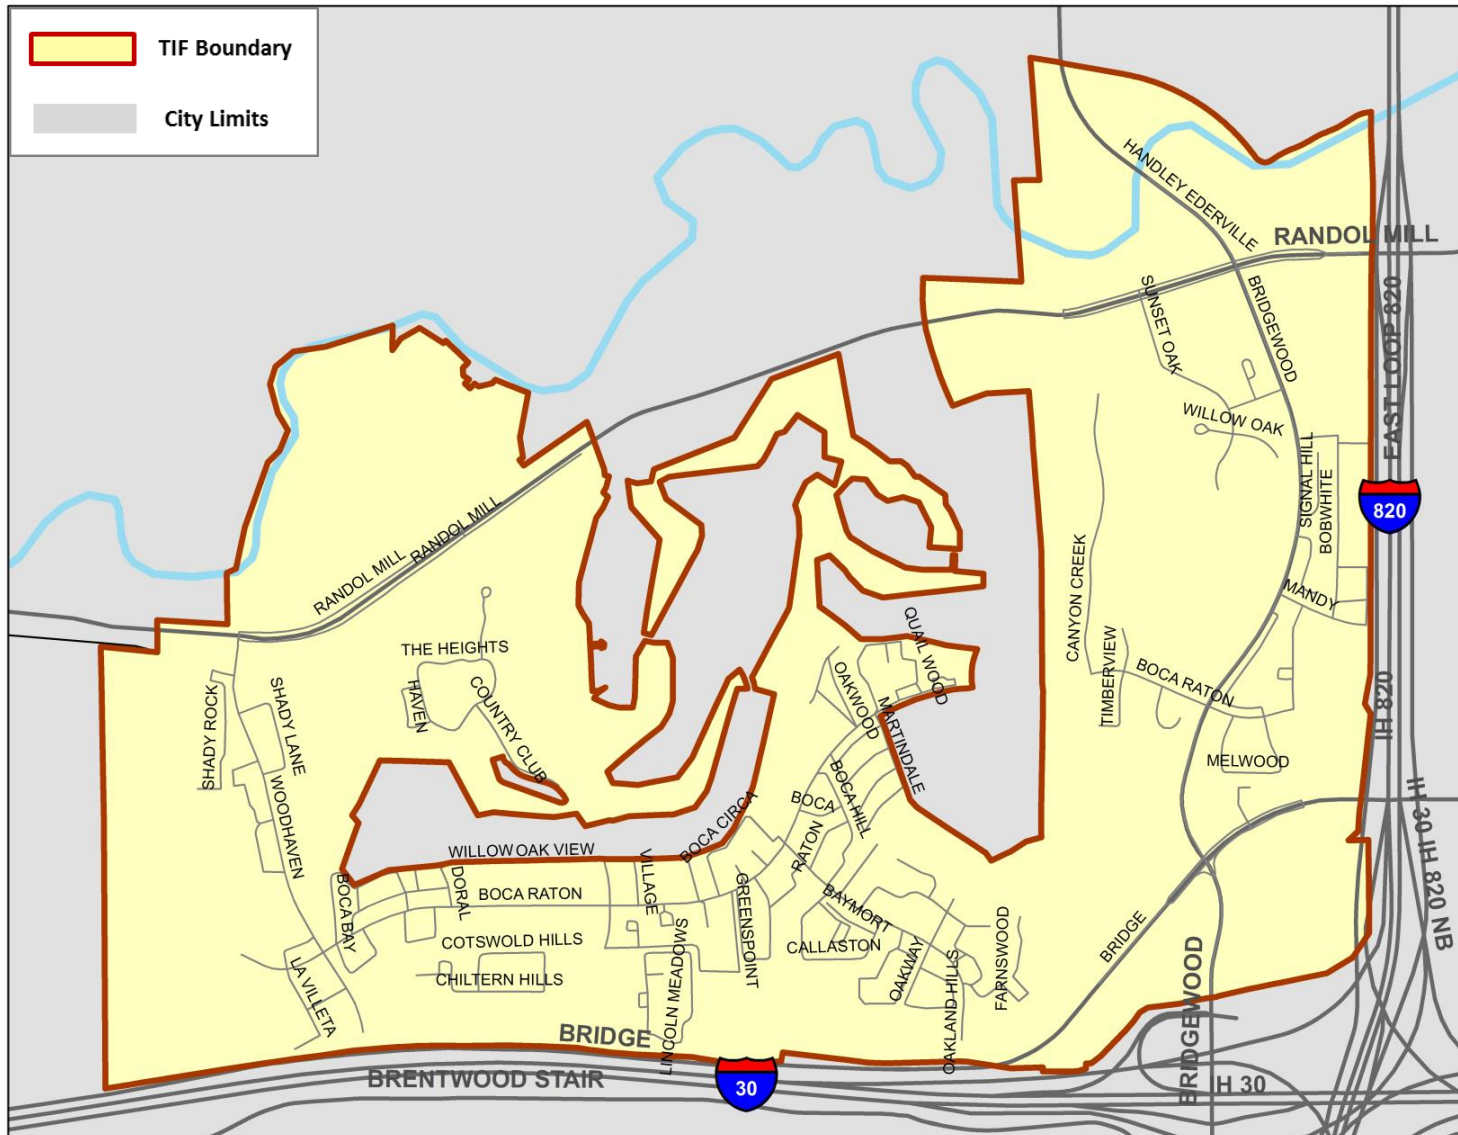 TIF Boundary
City Limits
HANDLEY EDERVILLE
RANDOL MILL
SUNSET OAK
BRIDGEWOOD
EAST LOOP 820
WILLOW OAK
SIGNAL HILL
BOBWHITE
820
RANDOL MILL
RANDOL MILL
CANYON CREEK
MANDY
THE HEIGHTS
HAVEN
COUNTRY CLUB
QUAIL WOOD
OAKWOOD
MARTINDALE
TIMBERVIEW
BOCA RATON
IH 820
SHADY ROCK
SHADY LANE
WOODHAVEN
MELWOOD
BOCA HILL
BOCA
RATON
BOCA CIRCA
WILLOW OAK VIEW
IH 30 IH 820 NB
BOCA BAY
DORAL
BOCA RATON
VILLAGE
GREENSPOINT
BAYMORT
CALLASTON
COTSWOLD HILLS
CHILTERN HILLS
LINCOLN MEADOWS
OAKWAY
OAKLAND HILLS
FARNSWOOD
BRIDGE
LA VILLETA
BRIDGE
BRENTWOOD STAIR
30
BRIDGEWOOD
IH 30